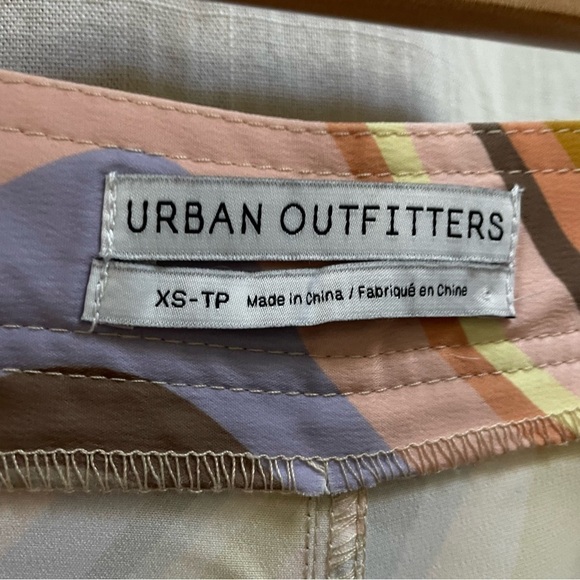 URBAN OUTFITTERS
XS-TP Made in China / Fabriqué en Chine